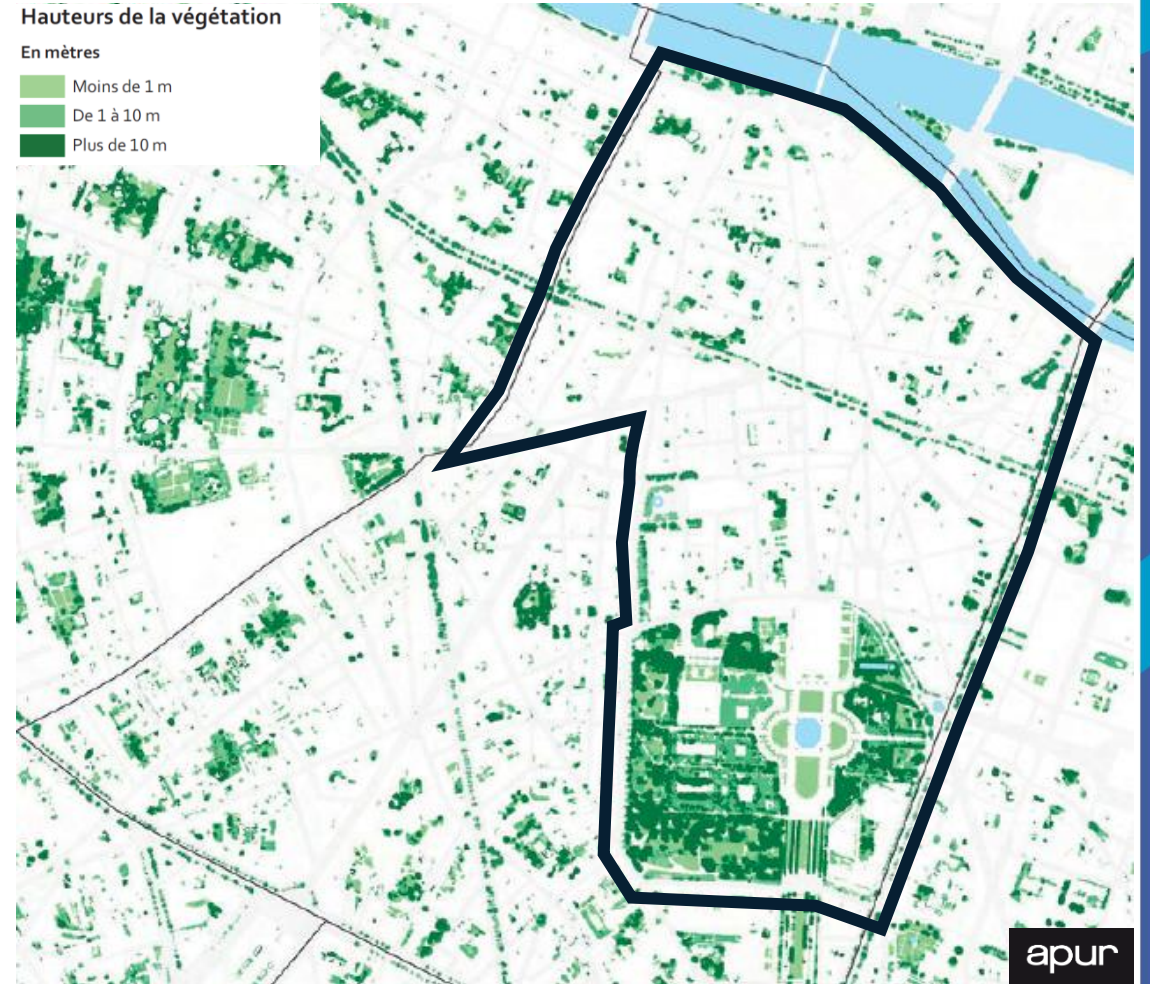 Hauteurs de la végétation
En mètres
Moins de 1 m
De 1 à 10 m
Plus de 10 m
apur